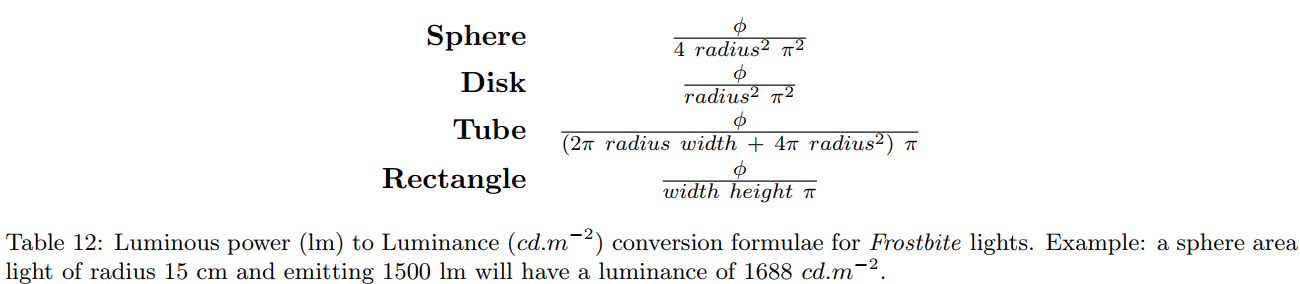 Sphere ϕ / 4 radius² π²
Disk ϕ / radius² π²
Tube ϕ / (2π radius width + 4π radius²) π
Rectangle ϕ / width height π
Table 12: Luminous power (lm) to Luminance (cd.m⁻²) conversion formulae for Frostbite lights. Example: a sphere area
light of radius 15 cm and emitting 1500 lm will have a luminance of 1688 cd.m⁻².